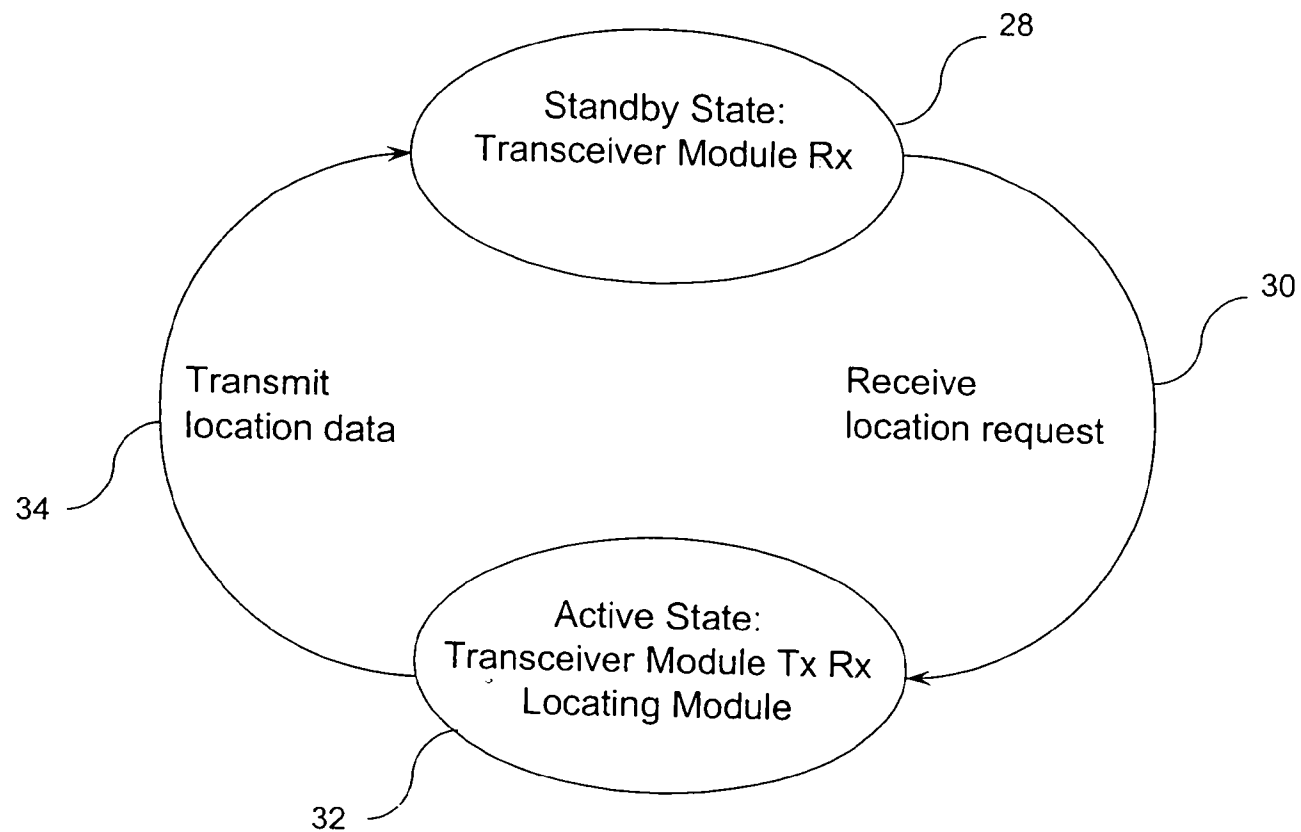 28
Standby State:
Transceiver Module Rx
30
Transmit
location data
Receive
location request
34
Active State:
Transceiver Module Tx Rx
Locating Module
32